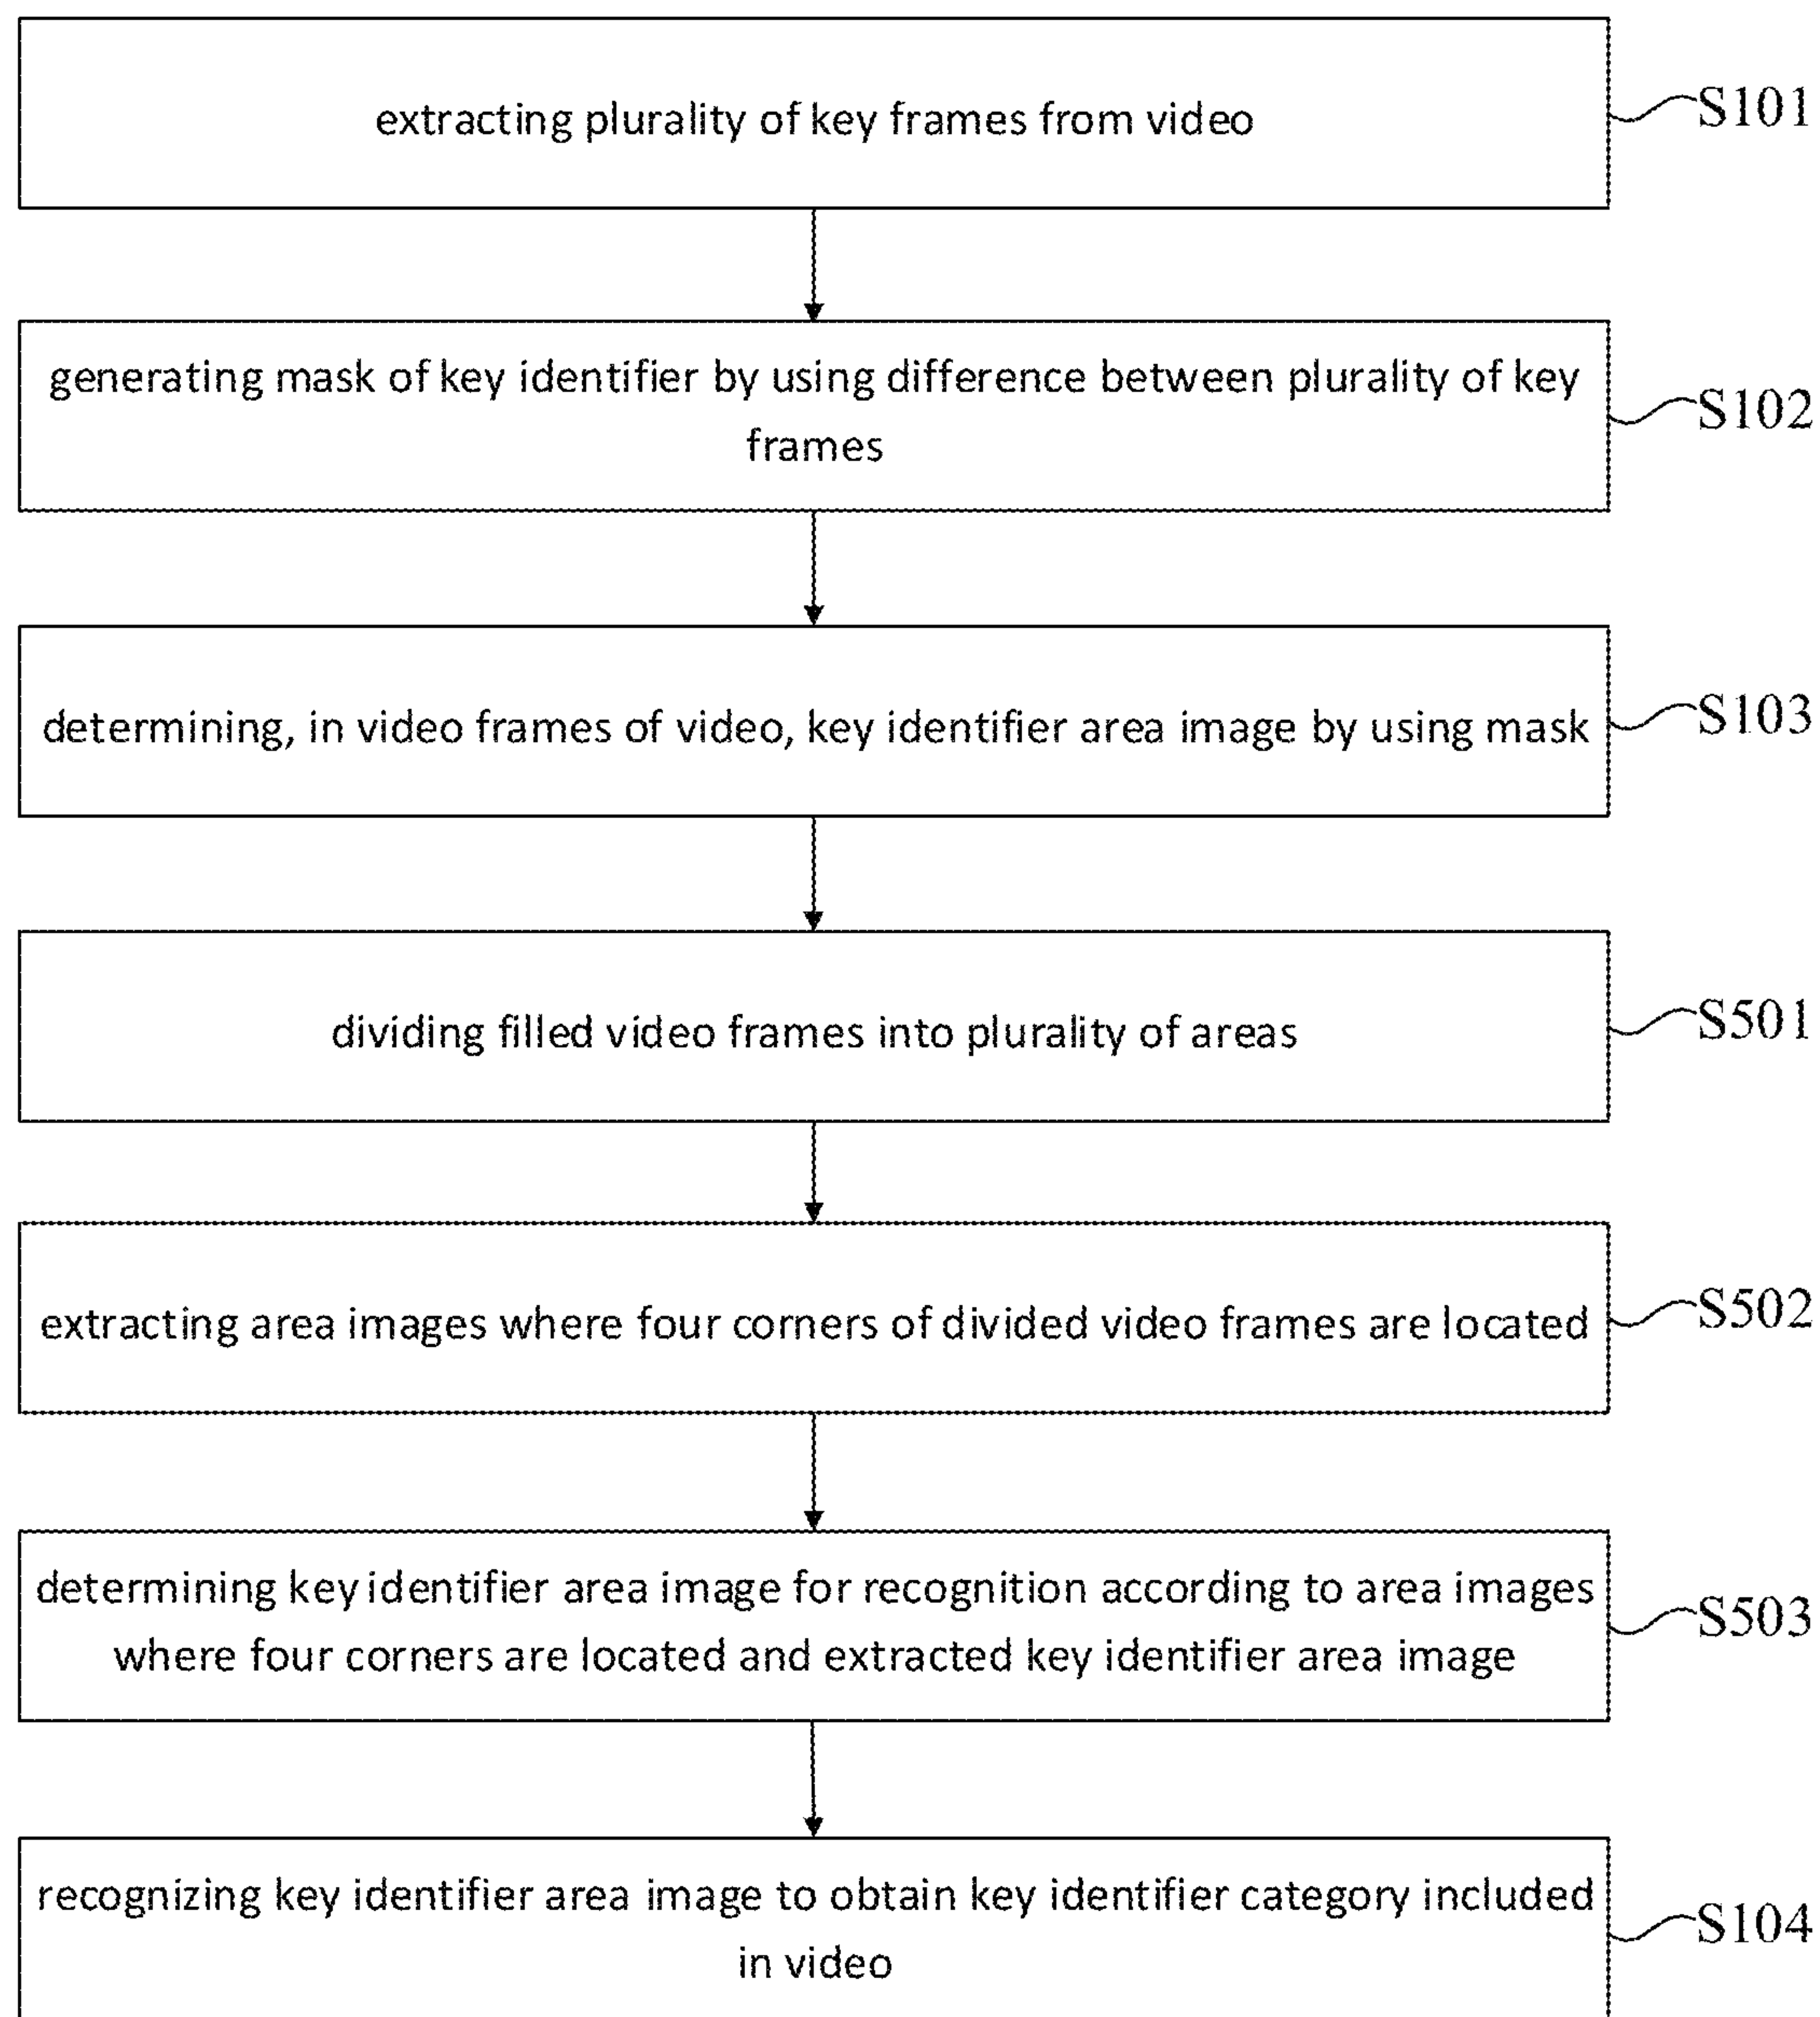 extracting plurality of key frames from video
S101
generating mask of key identifier by using difference between plurality of key
frames
S102
determining, in video frames of video, key identifier area image by using mask
S103
dividing filled video frames into plurality of areas
S501
extracting area images where four corners of divided video frames are located
S502
determining key identifier area image for recognition according to area images
where four corners are located and extracted key identifier area image
S503
recognizing key identifier area image to obtain key identifier category included
in video
S104